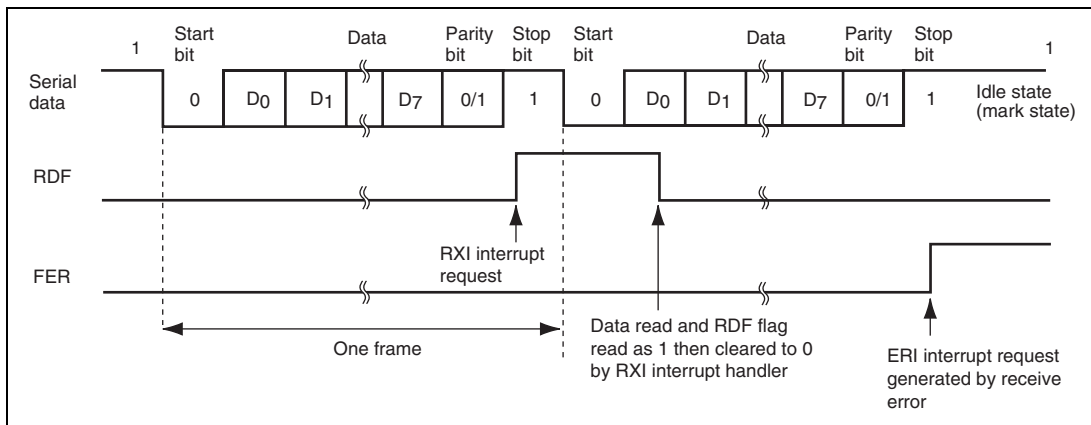 1 Start bit Data Parity bit Stop bit Start bit Data Parity bit Stop bit 1
Serial data 0 D0 D1 D7 0/1 1 0 D0 D1 D7 0/1 1 Idle state (mark state)
RDF
RXI interrupt
request
FER
One frame
Data read and RDF flag
read as 1 then cleared to 0
by RXI interrupt handler
ERI interrupt request
generated by receive
error